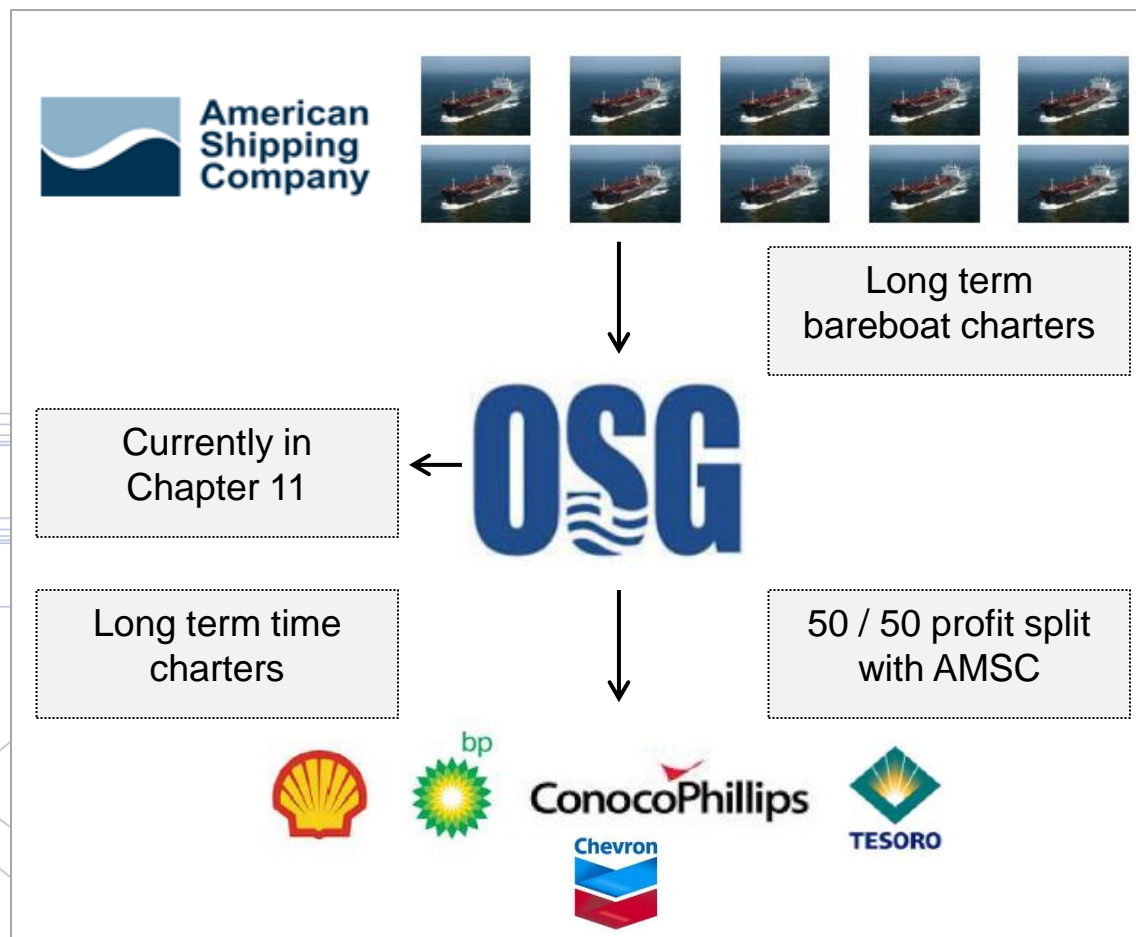 American
Shipping
Company
Long term
bareboat charters
OSG
Currently in
Chapter 11
Long term time
charters
50 / 50 profit split
with AMSC
bp
ConocoPhillips
TESORO
Chevron